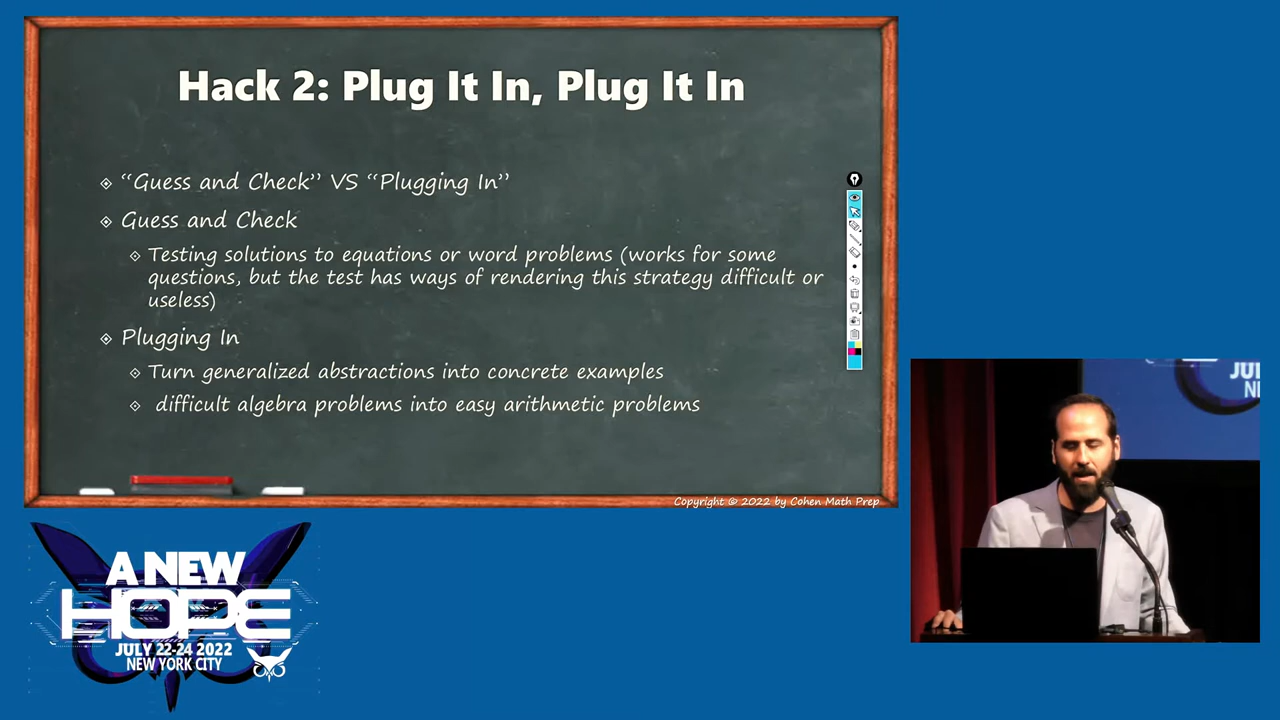 Hack 2: Plug It In, Plug It In
“Guess and Check” VS “Plugging In”
Guess and Check
Testing solutions to equations or word problems (works for some
questions, but the test has ways of rendering this strategy difficult or
useless)
Plugging In
Turn generalized abstractions into concrete examples
difficult algebra problems into easy arithmetic problems
Copyright © 2022 by Cohen Math Prep
A NEW
HOPE
JULY 22-24 2022
NEW YORK CITY
JUL
NE